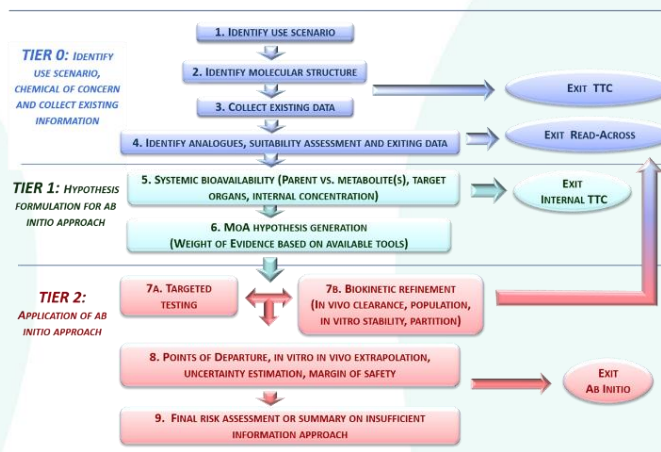 1. IDENTIFY USE SCENARIO
TIER 0: IDENTIFY
USE SCENARIO,
CHEMICAL OF CONCERN
AND COLLECT EXISTING
INFORMATION
2. IDENTIFY MOLECULAR STRUCTURE
EXIT TTC
3. COLLECT EXISTING DATA
4. IDENTIFY ANALOGUES, SUITABILITY ASSESSMENT AND EXITING DATA
EXIT READ-ACROSS
TIER 1: HYPOTHESIS
FORMULATION FOR AB
INITIO APPROACH
5. SYSTEMIC BIOAVAILABILITY (PARENT VS. METABOLITE(S), TARGET
ORGANS, INTERNAL CONCENTRATION)
EXIT
INTERNAL TTC
6. MOA HYPOTHESIS GENERATION
(WEIGHT OF EVIDENCE BASED ON AVAILABLE TOOLS)
TIER 2:
APPLICATION OF AB
INITIO APPROACH
7A. TARGETED
TESTING
7B. BIOKINETIC REFINEMENT
(IN VIVO CLEARANCE, POPULATION,
IN VITRO STABILITY, PARTITION)
8. POINTS OF DEPARTURE, IN VITRO IN VIVO EXTRAPOLATION,
UNCERTAINTY ESTIMATION, MARGIN OF SAFETY
EXIT
AB INITIO
9. FINAL RISK ASSESSMENT OR SUMMARY ON INSUFFICIENT
INFORMATION APPROACH